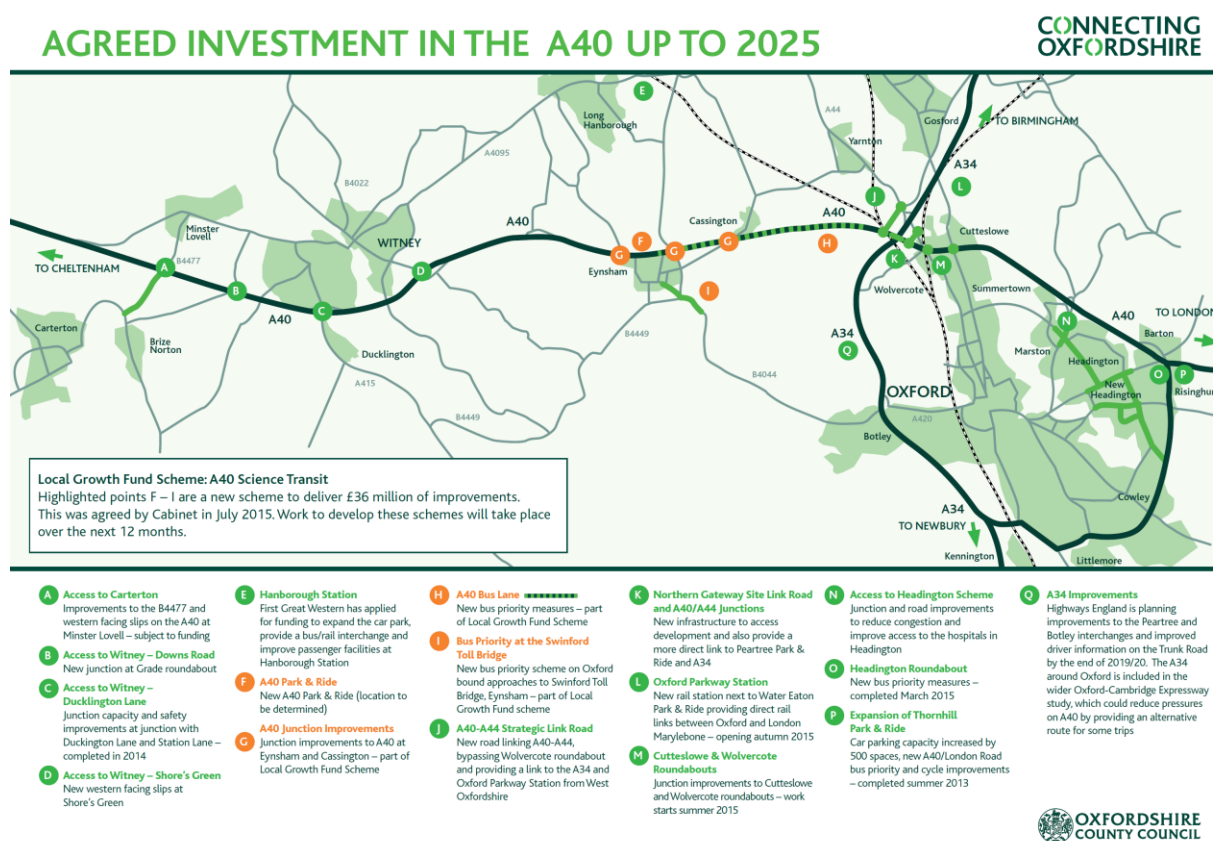 AGREED INVESTMENT IN THE A40 UP TO 2025
CONNECTING
OXFORDSHIRE
E
Long
Hanborough
A44
Gosford
TO BIRMINGHAM
Yarnton
A34
A4095
B4022
J
L
Minster
Lovell
WITNEY
A40
Cassington
A40
Cutteslowe
TO CHELTENHAM
B4477
A
D
G
F
G
G
H
K
M
Eynsham
B
C
A40
I
Wolvercote
Summertown
TO LONDON
Carterton
Brize
Norton
Ducklington
B4449
A34
Q
N
A40
Barton
Marston
Headington
A415
B4044
O
P
New
Headington
Risinghur
OXFORD
B4449
A420
Botley
Local Growth Fund Scheme: A40 Science Transit
Highlighted points F – I are a new scheme to deliver £36 million of improvements.
This was agreed by Cabinet in July 2015. Work to develop these schemes will take place
over the next 12 months.
Cowley
A34
TO NEWBURY
Kennington
Littlemore
A
Access to Carterton
Improvements to the B4477 and
western facing slips on the A40 at
Minster Lovell – subject to funding
B
Access to Witney – Downs Road
New junction at Grade roundabout
C
Access to Witney –
Ducklington Lane
Junction capacity and safety
improvements at junction with
Duckington Lane and Station Lane –
completed in 2014
D
Access to Witney – Shore's Green
New western facing slips at
Shore's Green
E
Hanborough Station
First Great Western has applied
for funding to expand the car park,
provide a bus/rail interchange and
improve passenger facilities at
Hanborough Station
F
A40 Park & Ride
New A40 Park & Ride (location to
be determined)
G
A40 Junction Improvements
Junction improvements to A40 at
Eynsham and Cassington – part of
Local Growth Fund Scheme
H
A40 Bus Lane
New bus priority measures – part
of Local Growth Fund Scheme
I
Bus Priority at the Swinford
Toll Bridge
New bus priority scheme on Oxford
bound approaches to Swinford Toll
Bridge, Eynsham – part of Local
Growth Fund scheme
J
A40-A44 Strategic Link Road
New road linking A40-A44,
bypassing Wolvercote roundabout
and providing a link to the A34 and
Oxford Parkway Station from West
Oxfordshire
K
Northern Gateway Site Link Road
and A40/A44 Junctions
New infrastructure to access
development and also provide a
more direct link to Peartree Park &
Ride and A34
L
Oxford Parkway Station
New rail station next to Water Eaton
Park & Ride providing direct rail
links between Oxford and London
Marylebone – opening autumn 2015
M
Cutteslowe & Wolvercote
Roundabouts
Junction improvements to Cutteslowe
and Wolvercote roundabouts – work
starts summer 2015
N
Access to Headington Scheme
Junction and road improvements
to reduce congestion and
improve access to the hospitals in
Headington
O
Headington Roundabout
New bus priority measures –
completed March 2015
P
Expansion of Thornhill
Park & Ride
Car parking capacity increased by
500 spaces, new A40/London Road
bus priority and cycle improvements
– completed summer 2013
Q
A34 Improvements
Highways England is planning
improvements to the Peartree and
Botley interchanges and improved
driver information on the Trunk Road
by the end of 2019/20. The A34
around Oxford is included in the
wider Oxford-Cambridge Expressway
study, which could reduce pressures
on A40 by providing an alternative
route for some trips
OXFORDSHIRE
COUNTY COUNCIL